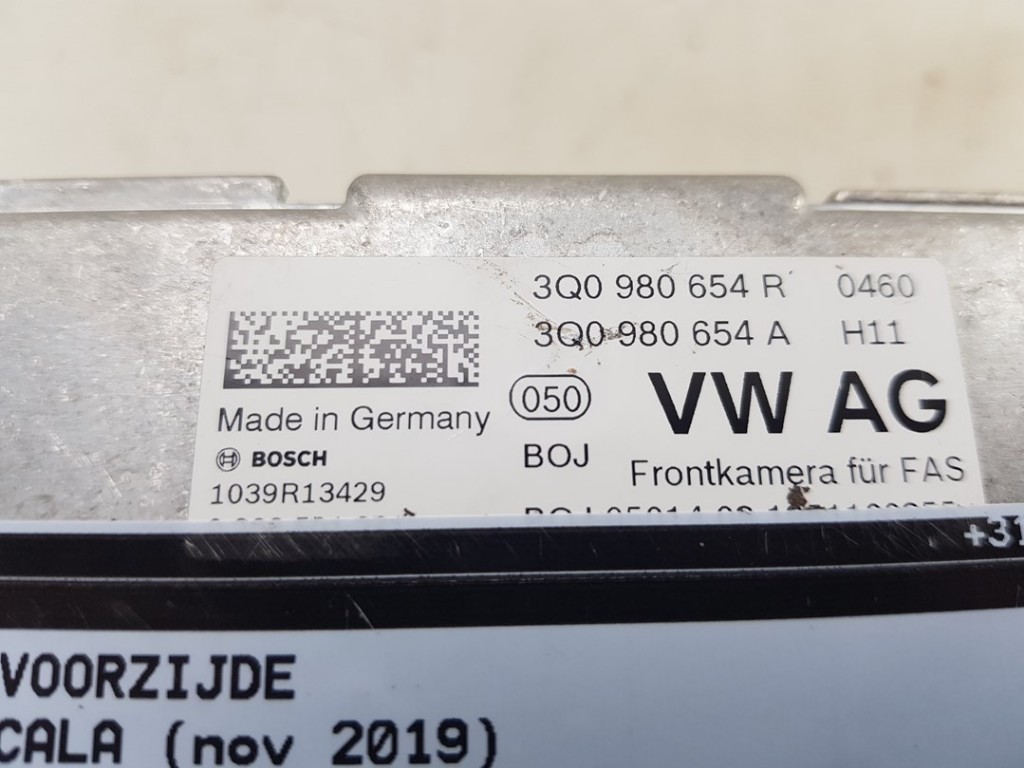 3Q0 980 654 R 0460
3Q0 980 654 A H11
Made in Germany
050
VW AG
BOSCH
BOJ
Frontkamera für FAS
1039R13429
+31
VOORZIJDE
CALA (nov 2019)